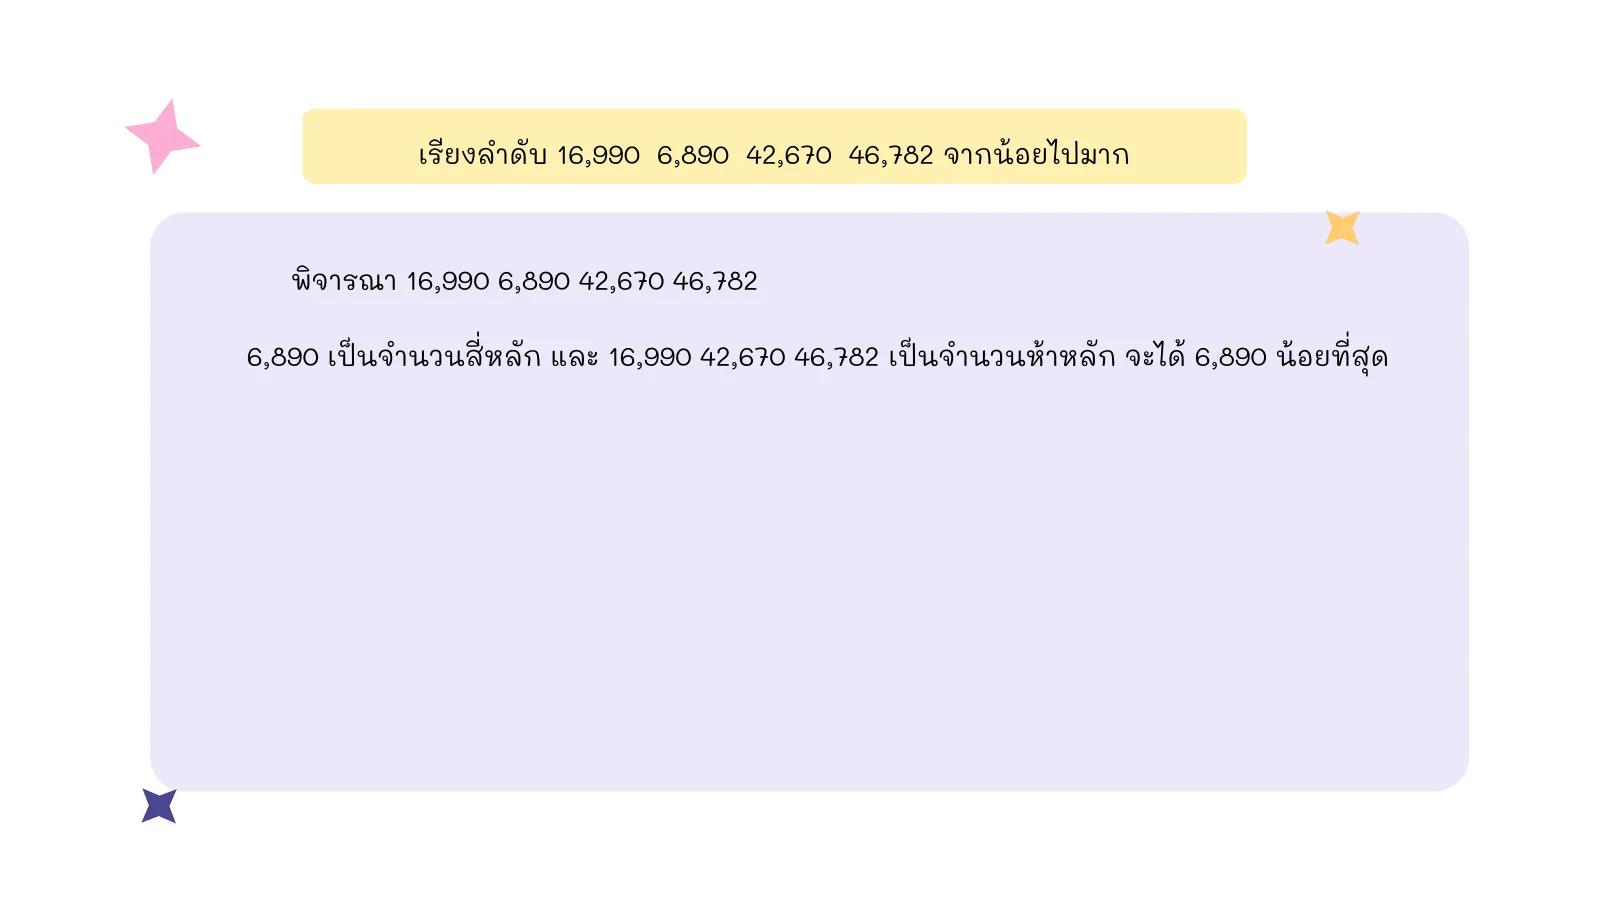 เรียงลำดับ 16,990 6,890 42,670 46,782 จากน้อยไปมาก
พิจารณา 16,990 6,890 42,670 46,782
6,890 เป็นจำนวนสี่หลัก และ 16,990 42,670 46,782 เป็นจำนวนห้าหลัก จะได้ 6,890 น้อยที่สุด